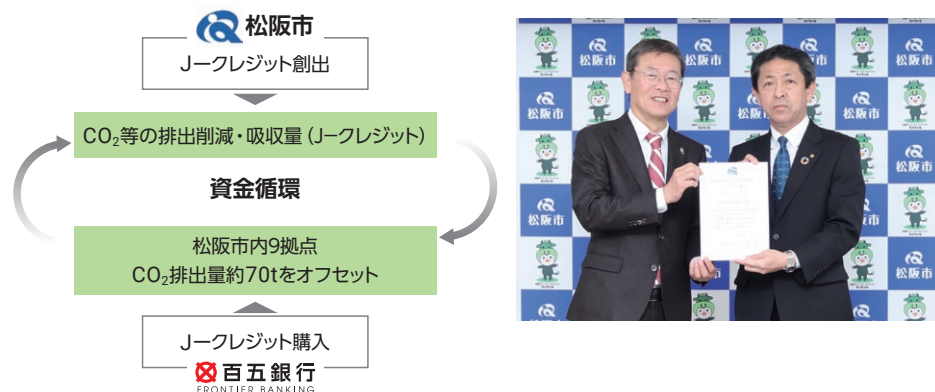 松阪市
J－クレジット創出
CO₂等の排出削減・吸収量（J－クレジット）
資金循環
松阪市内9拠点
CO₂排出量約70tをオフセット
J－クレジット購入
百五銀行
FRONTIER BANKING
松阪市
松阪市
松阪市
松阪市
松阪市
松阪市
松阪市